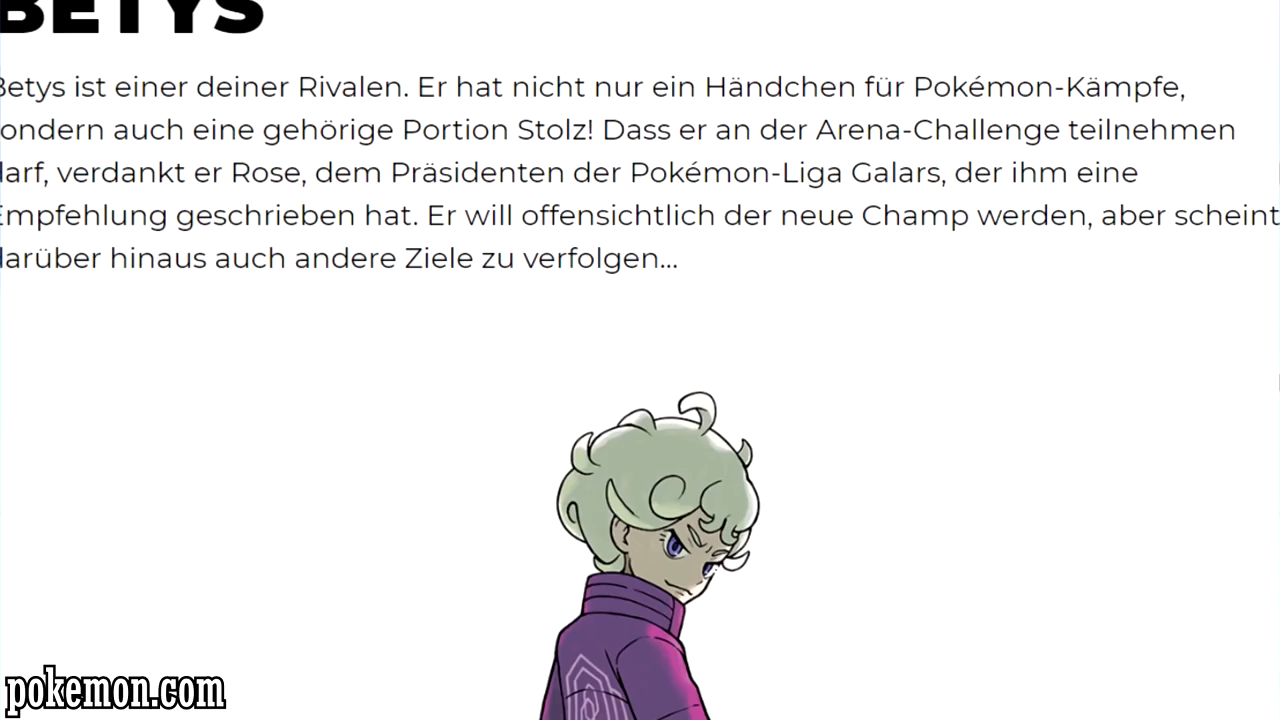 BETYS
Betys ist einer deiner Rivalen. Er hat nicht nur ein Händchen für Pokémon-Kämpfe,
sondern auch eine gehörige Portion Stolz! Dass er an der Arena-Challenge teilnehmen
darf, verdankt er Rose, dem Präsidenten der Pokémon-Liga Galars, der ihm eine
Empfehlung geschrieben hat. Er will offensichtlich der neue Champ werden, aber scheint
darüber hinaus auch andere Ziele zu verfolgen...
pokemon.com